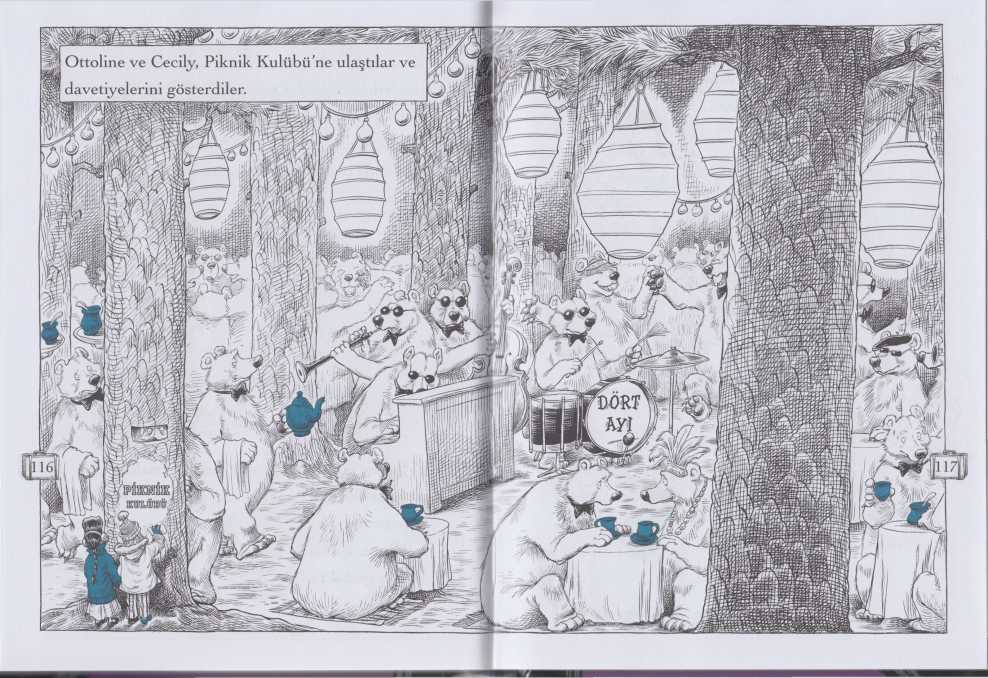 Ottoline ve Cecily, Piknik Kulübü'ne ulaştılar ve
davetiyelerini gösterdiler.
DÖRT
AYI
116
117
PİKNİK
KULÜBÜ